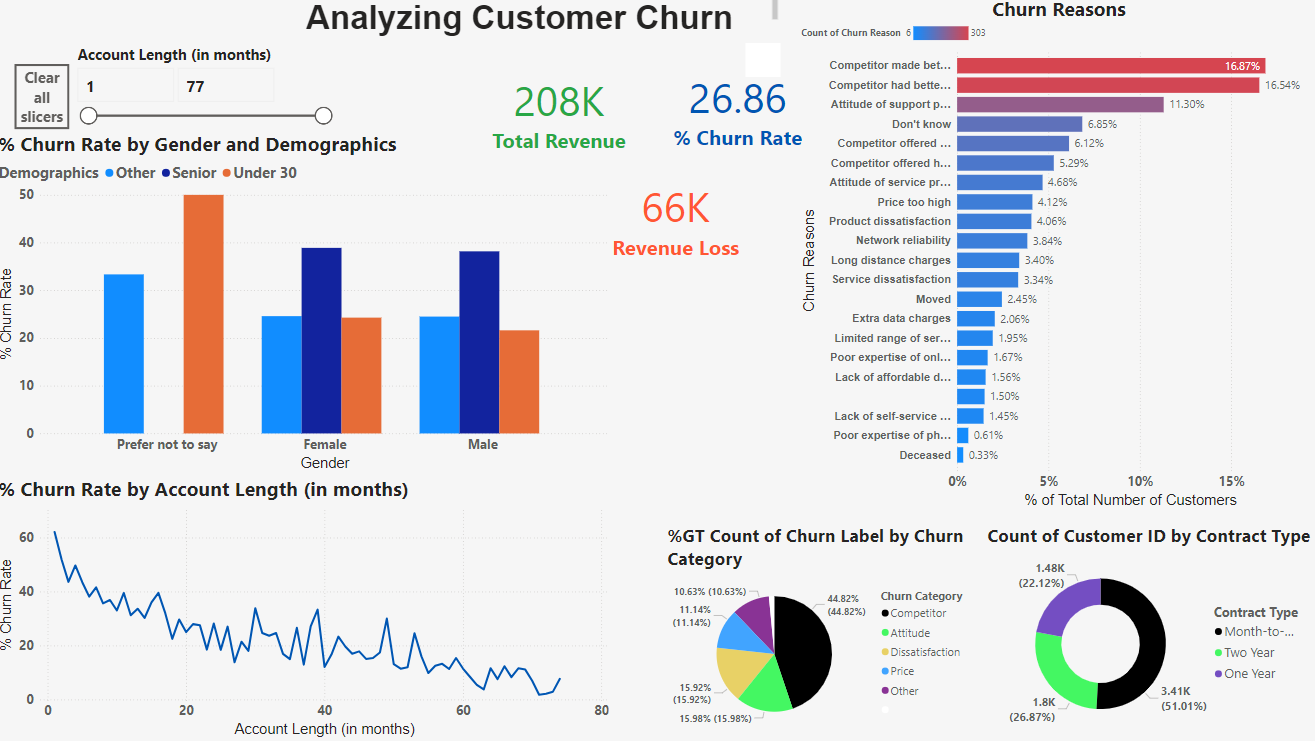 Analyzing Customer Churn
Clear
all
slicers
Account Length (in months)
1 77
208K
Total Revenue
26.86
% Churn Rate
66K
Revenue Loss
% Churn Rate by Gender and Demographics
Demographics Other Senior Under 30
% Churn Rate
50
40
30
20
10
0
Prefer not to say Female Male
Gender
% Churn Rate by Account Length (in months)
% Churn Rate
60
40
20
0
0 20 40 60 80
Account Length (in months)
Churn Reasons
Count of Churn Reason 6 303
Churn Reasons
Competitor made bet... 16.87%
Competitor had bette... 16.54%
Attitude of support p... 11.30%
Don't know 6.85%
Competitor offered ... 6.12%
Competitor offered h... 5.29%
Attitude of service pr... 4.68%
Price too high 4.12%
Product dissatisfaction 4.06%
Network reliability 3.84%
Long distance charges 3.40%
Service dissatisfaction 3.34%
Moved 2.45%
Extra data charges 2.06%
Limited range of ser... 1.95%
Poor expertise of onl... 1.67%
Lack of affordable d... 1.56%
1.50%
Lack of self-service ... 1.45%
Poor expertise of ph... 0.61%
Deceased 0.33%
0% 5% 10% 15%
% of Total Number of Customers
%GT Count of Churn Label by Churn
Category
10.63% (10.63%)
11.14%
(11.14%)
15.92%
(15.92%)
15.98% (15.98%)
44.82%
(44.82%)
Churn Category
Competitor
Attitude
Dissatisfaction
Price
Other
Count of Customer ID by Contract Type
1.48K
(22.12%)
1.8K
(26.87%)
3.41K
(51.01%)
Contract Type
Month-to-...
Two Year
One Year